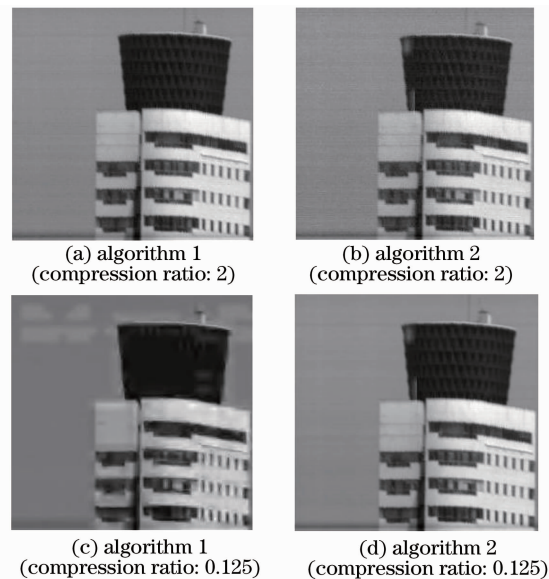 (a) algorithm 1
(compression ratio: 2)
(b) algorithm 2
(compression ratio: 2)
(c) algorithm 1
(compression ratio: 0.125)
(d) algorithm 2
(compression ratio: 0.125)